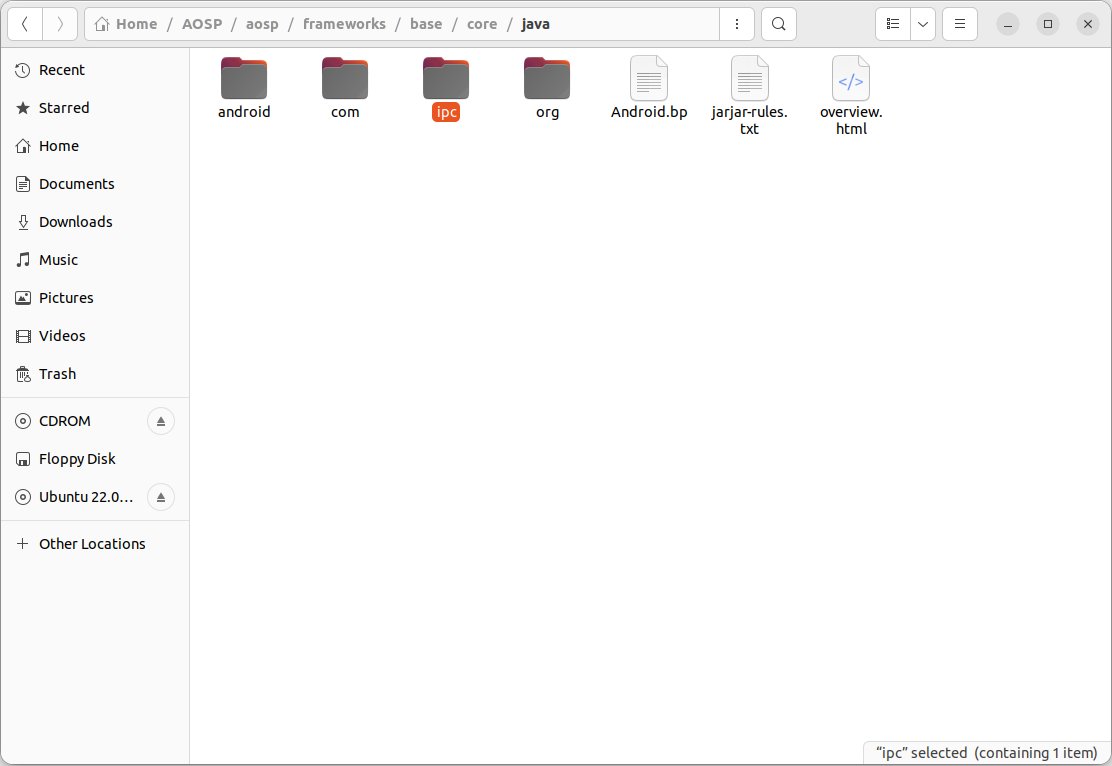 Home / AOSP / aosp / frameworks / base / core / java
Recent
Starred
Home
Documents
Downloads
Music
Pictures
Videos
Trash
CDROM
Floppy Disk
Ubuntu 22.0...
Other Locations
android
com
ipc
org
Android.bp
jarjar-rules.
txt
overview.
html
“ipc” selected (containing 1 item)